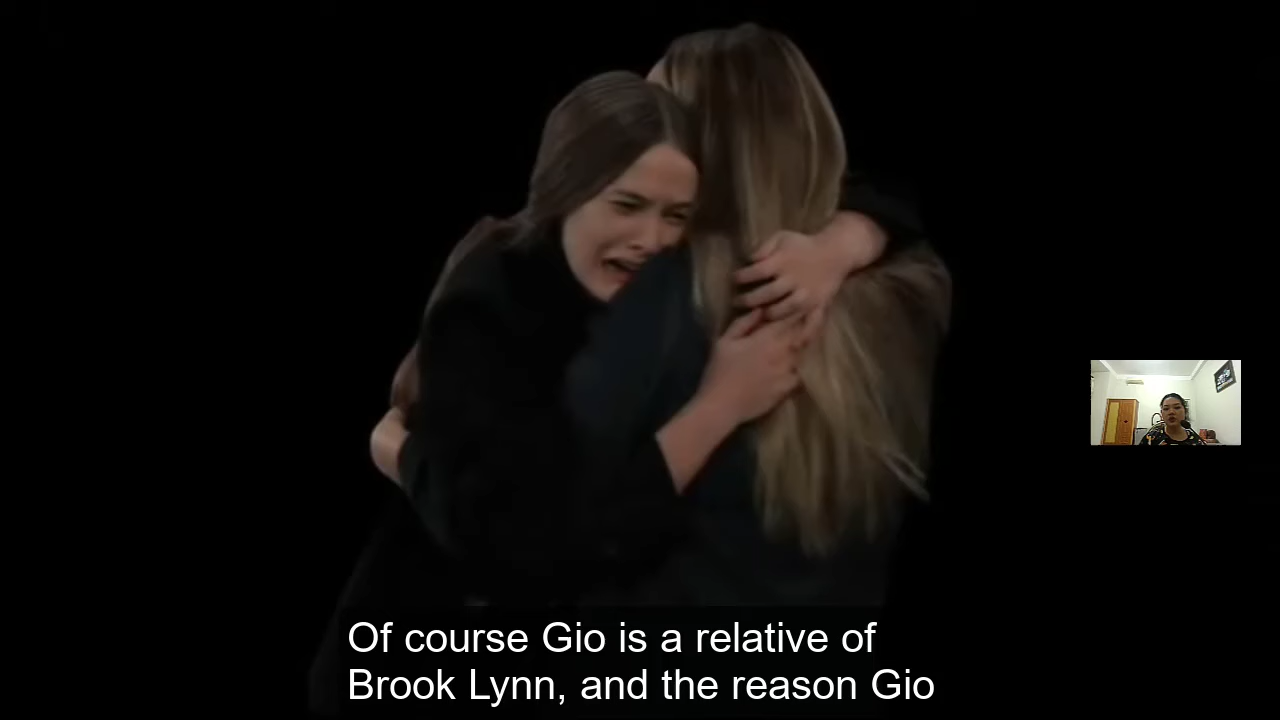 Of course Gio is a relative of
Brook Lynn, and the reason Gio